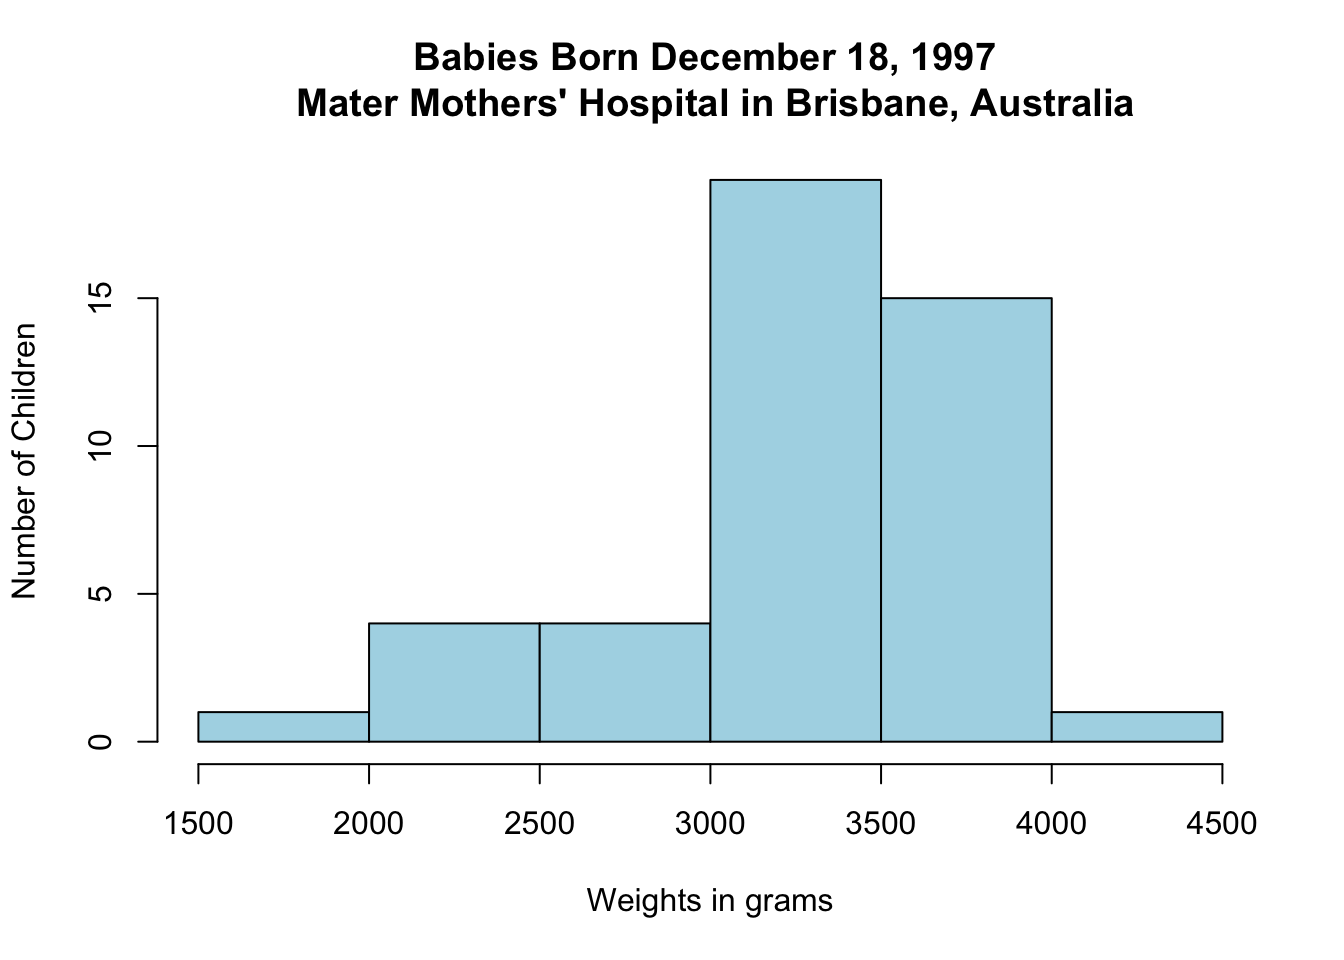 Babies Born December 18, 1997
Mater Mothers' Hospital in Brisbane, Australia
Number of Children
15
10
5
0
1500 2000 2500 3000 3500 4000 4500
Weights in grams